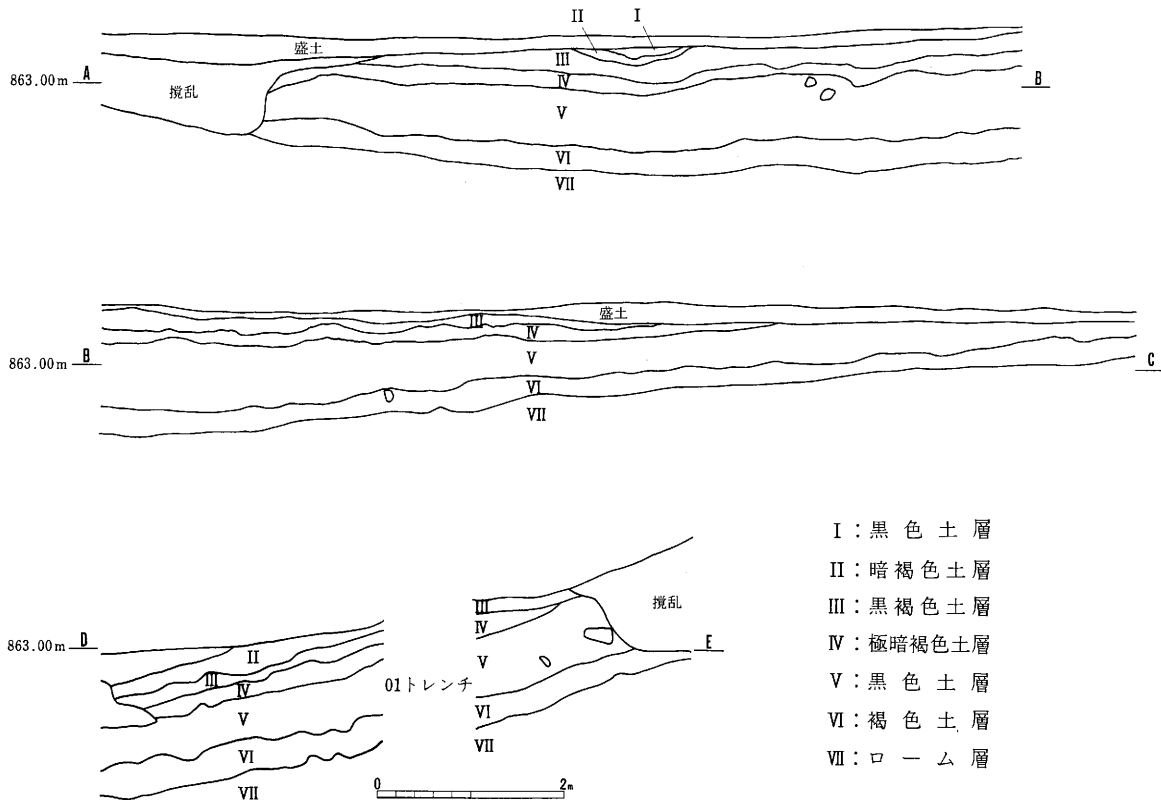 II I
盛土
III
863.00m A
IV
B
撹乱
V
VI
VII
III
盛土
IV
863.00m B
V
C
VI
VII
I：黒色土層
II：暗褐色土層
III：黒褐色土層
IV：極暗褐色土層
V：黒色土層
VI：褐色土層
VII：ローム層
863.00m D
II
III
IV
V
VI
VII
01トレンチ
III
IV
V
VI
VII
撹乱
E
0 2m